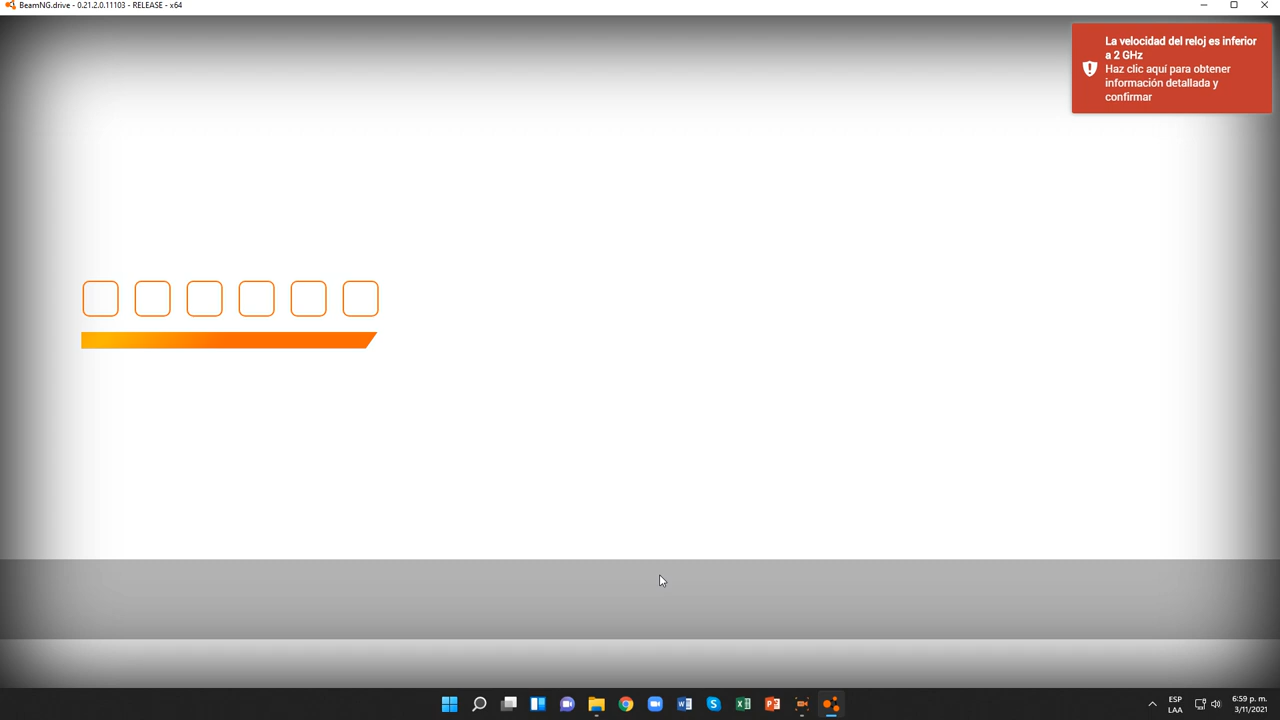 BeamNG.drive - 0.21.2.0.11103 - RELEASE - x64
La velocidad del reloj es inferior
a 2 GHz
Haz clic aquí para obtener
información detallada y
confirmar
ESP
LAA
6:59 p. m.
3/11/2021